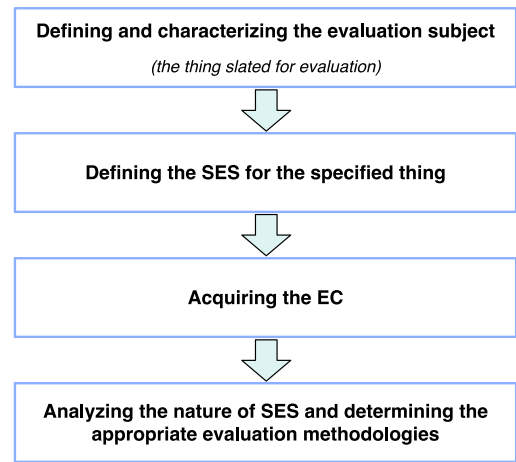 Defining and characterizing the evaluation subject
(the thing slated for evaluation)
Defining the SES for the specified thing
Acquiring the EC
Analyzing the nature of SES and determining the
appropriate evaluation methodologies